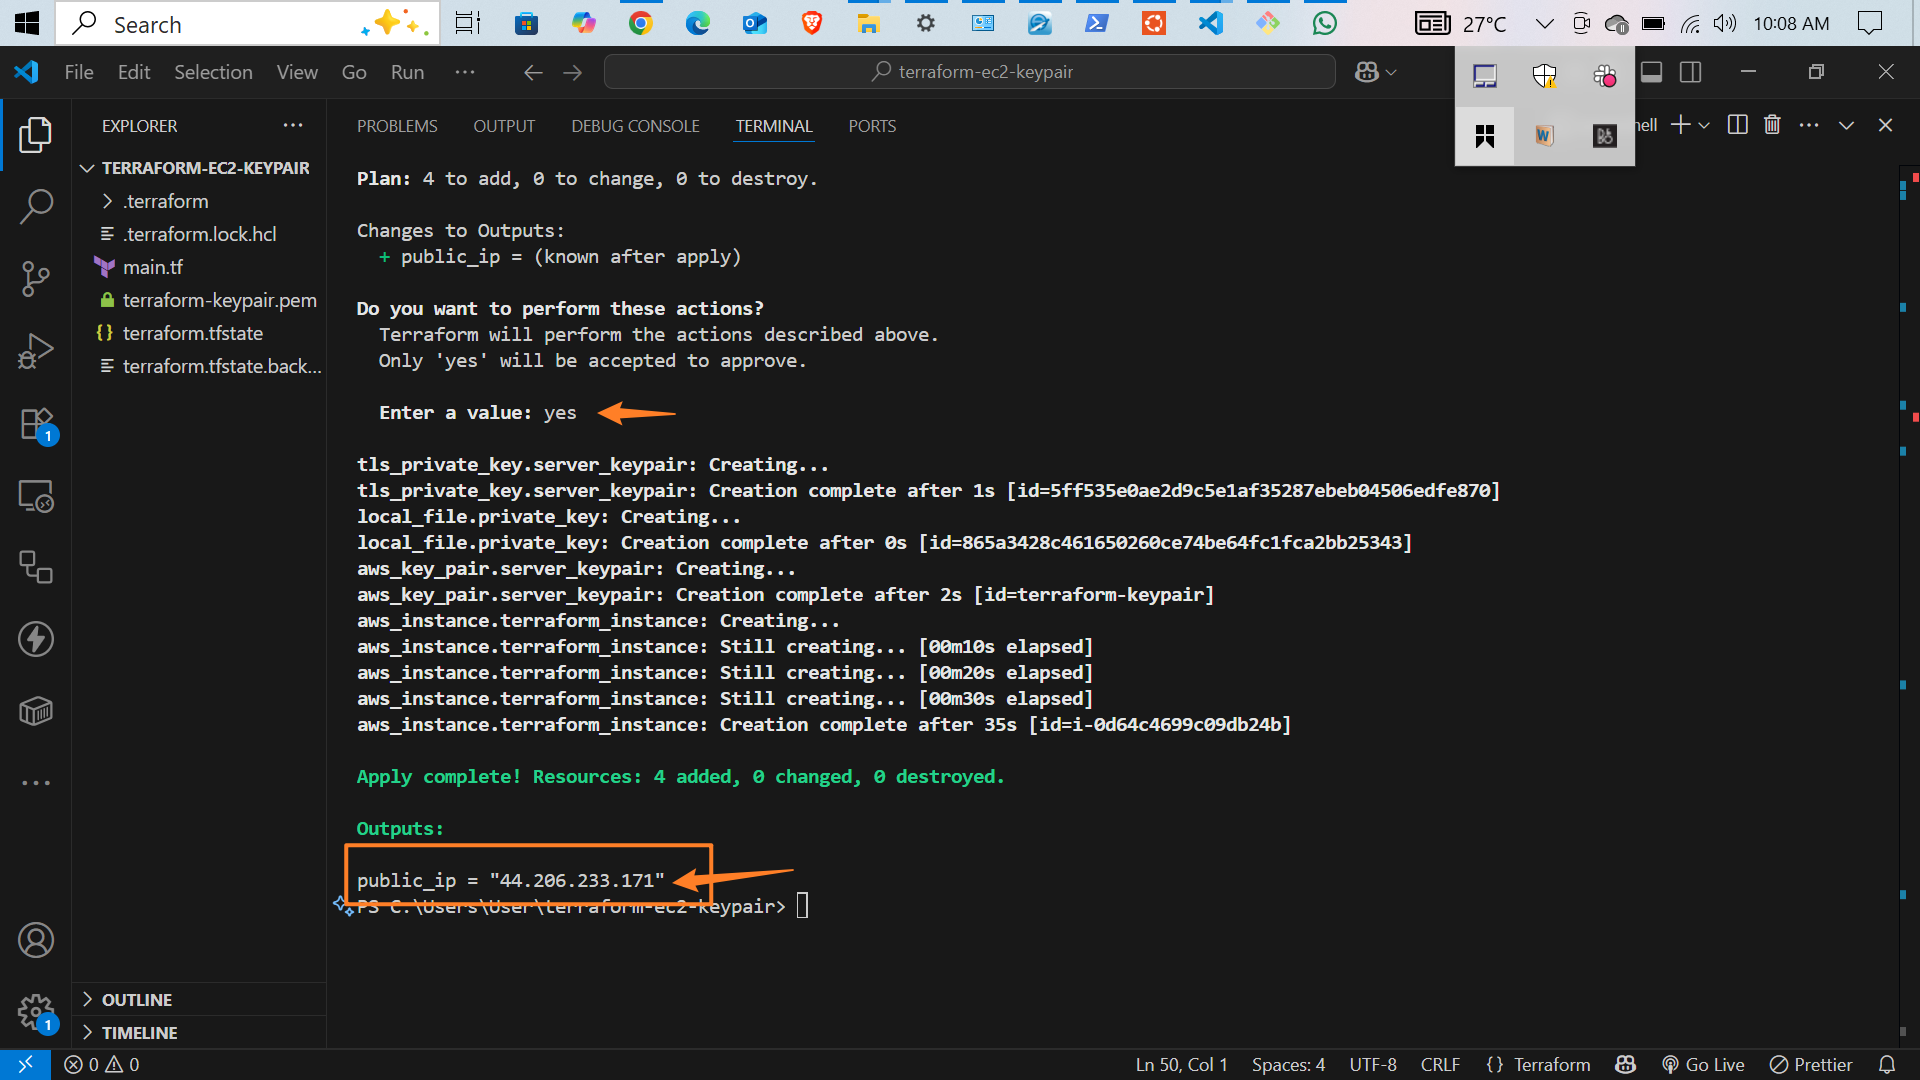 Search
27°C
10:08 AM
File Edit Selection View Go Run ···
terraform-ec2-keypair
EXPLORER
PROBLEMS OUTPUT DEBUG CONSOLE TERMINAL PORTS
TERRAFORM-EC2-KEYPAIR
.terraform
.terraform.lock.hcl
main.tf
terraform-keypair.pem
terraform.tfstate
terraform.tfstate.back...
Plan: 4 to add, 0 to change, 0 to destroy.
Changes to Outputs:
+ public_ip = (known after apply)
Do you want to perform these actions?
Terraform will perform the actions described above.
Only 'yes' will be accepted to approve.
Enter a value: yes
tls_private_key.server_keypair: Creating...
tls_private_key.server_keypair: Creation complete after 1s [id=5ff535e0ae2d9c5e1af35287ebeb04506edfe870]
local_file.private_key: Creating...
local_file.private_key: Creation complete after 0s [id=865a3428c461650260ce74be64fc1fca2bb25343]
aws_key_pair.server_keypair: Creating...
aws_key_pair.server_keypair: Creation complete after 2s [id=terraform-keypair]
aws_instance.terraform_instance: Creating...
aws_instance.terraform_instance: Still creating... [00m10s elapsed]
aws_instance.terraform_instance: Still creating... [00m20s elapsed]
aws_instance.terraform_instance: Still creating... [00m30s elapsed]
aws_instance.terraform_instance: Creation complete after 35s [id=i-0d64c4699c09db24b]
Apply complete! Resources: 4 added, 0 changed, 0 destroyed.
Outputs:
public_ip = "44.206.233.171"
PS C:\Users\User\terraform-ec2-keypair>
1
1
OUTLINE
TIMELINE
0 0
Ln 50, Col 1 Spaces: 4 UTF-8 CRLF {} Terraform Go Live Prettier